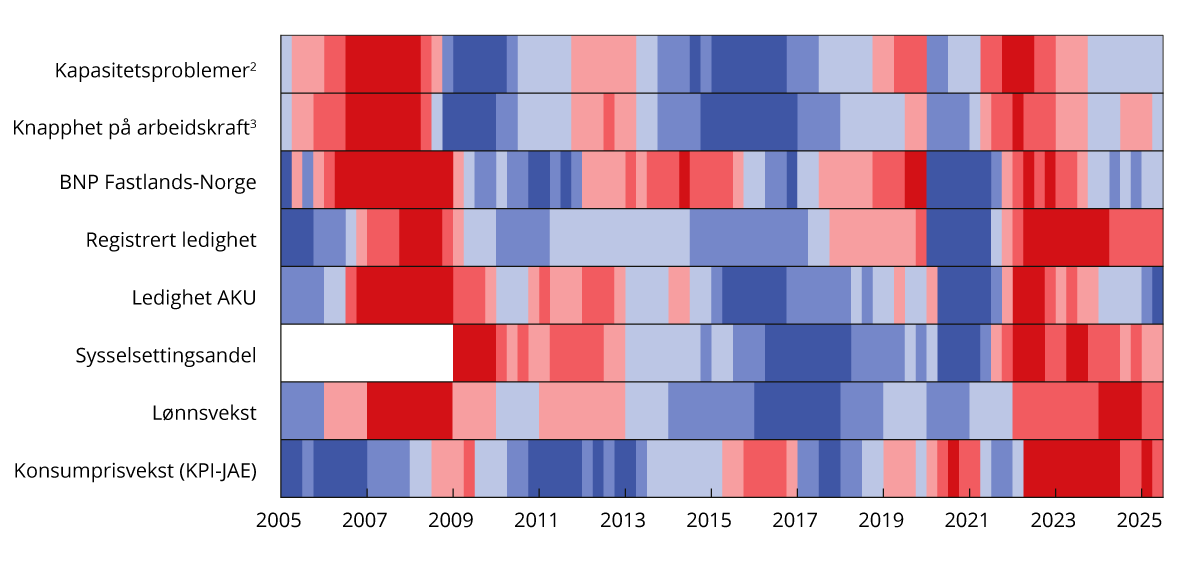 Kapasitetsproblemer²
Knapphet på arbeidskraft³
BNP Fastlands-Norge
Registrert ledighet
Ledighet AKU
Sysselsettingsandel
Lønnsvekst
Konsumprisvekst (KPI-JAE)
2005 2007 2009 2011 2013 2015 2017 2019 2021 2023 2025